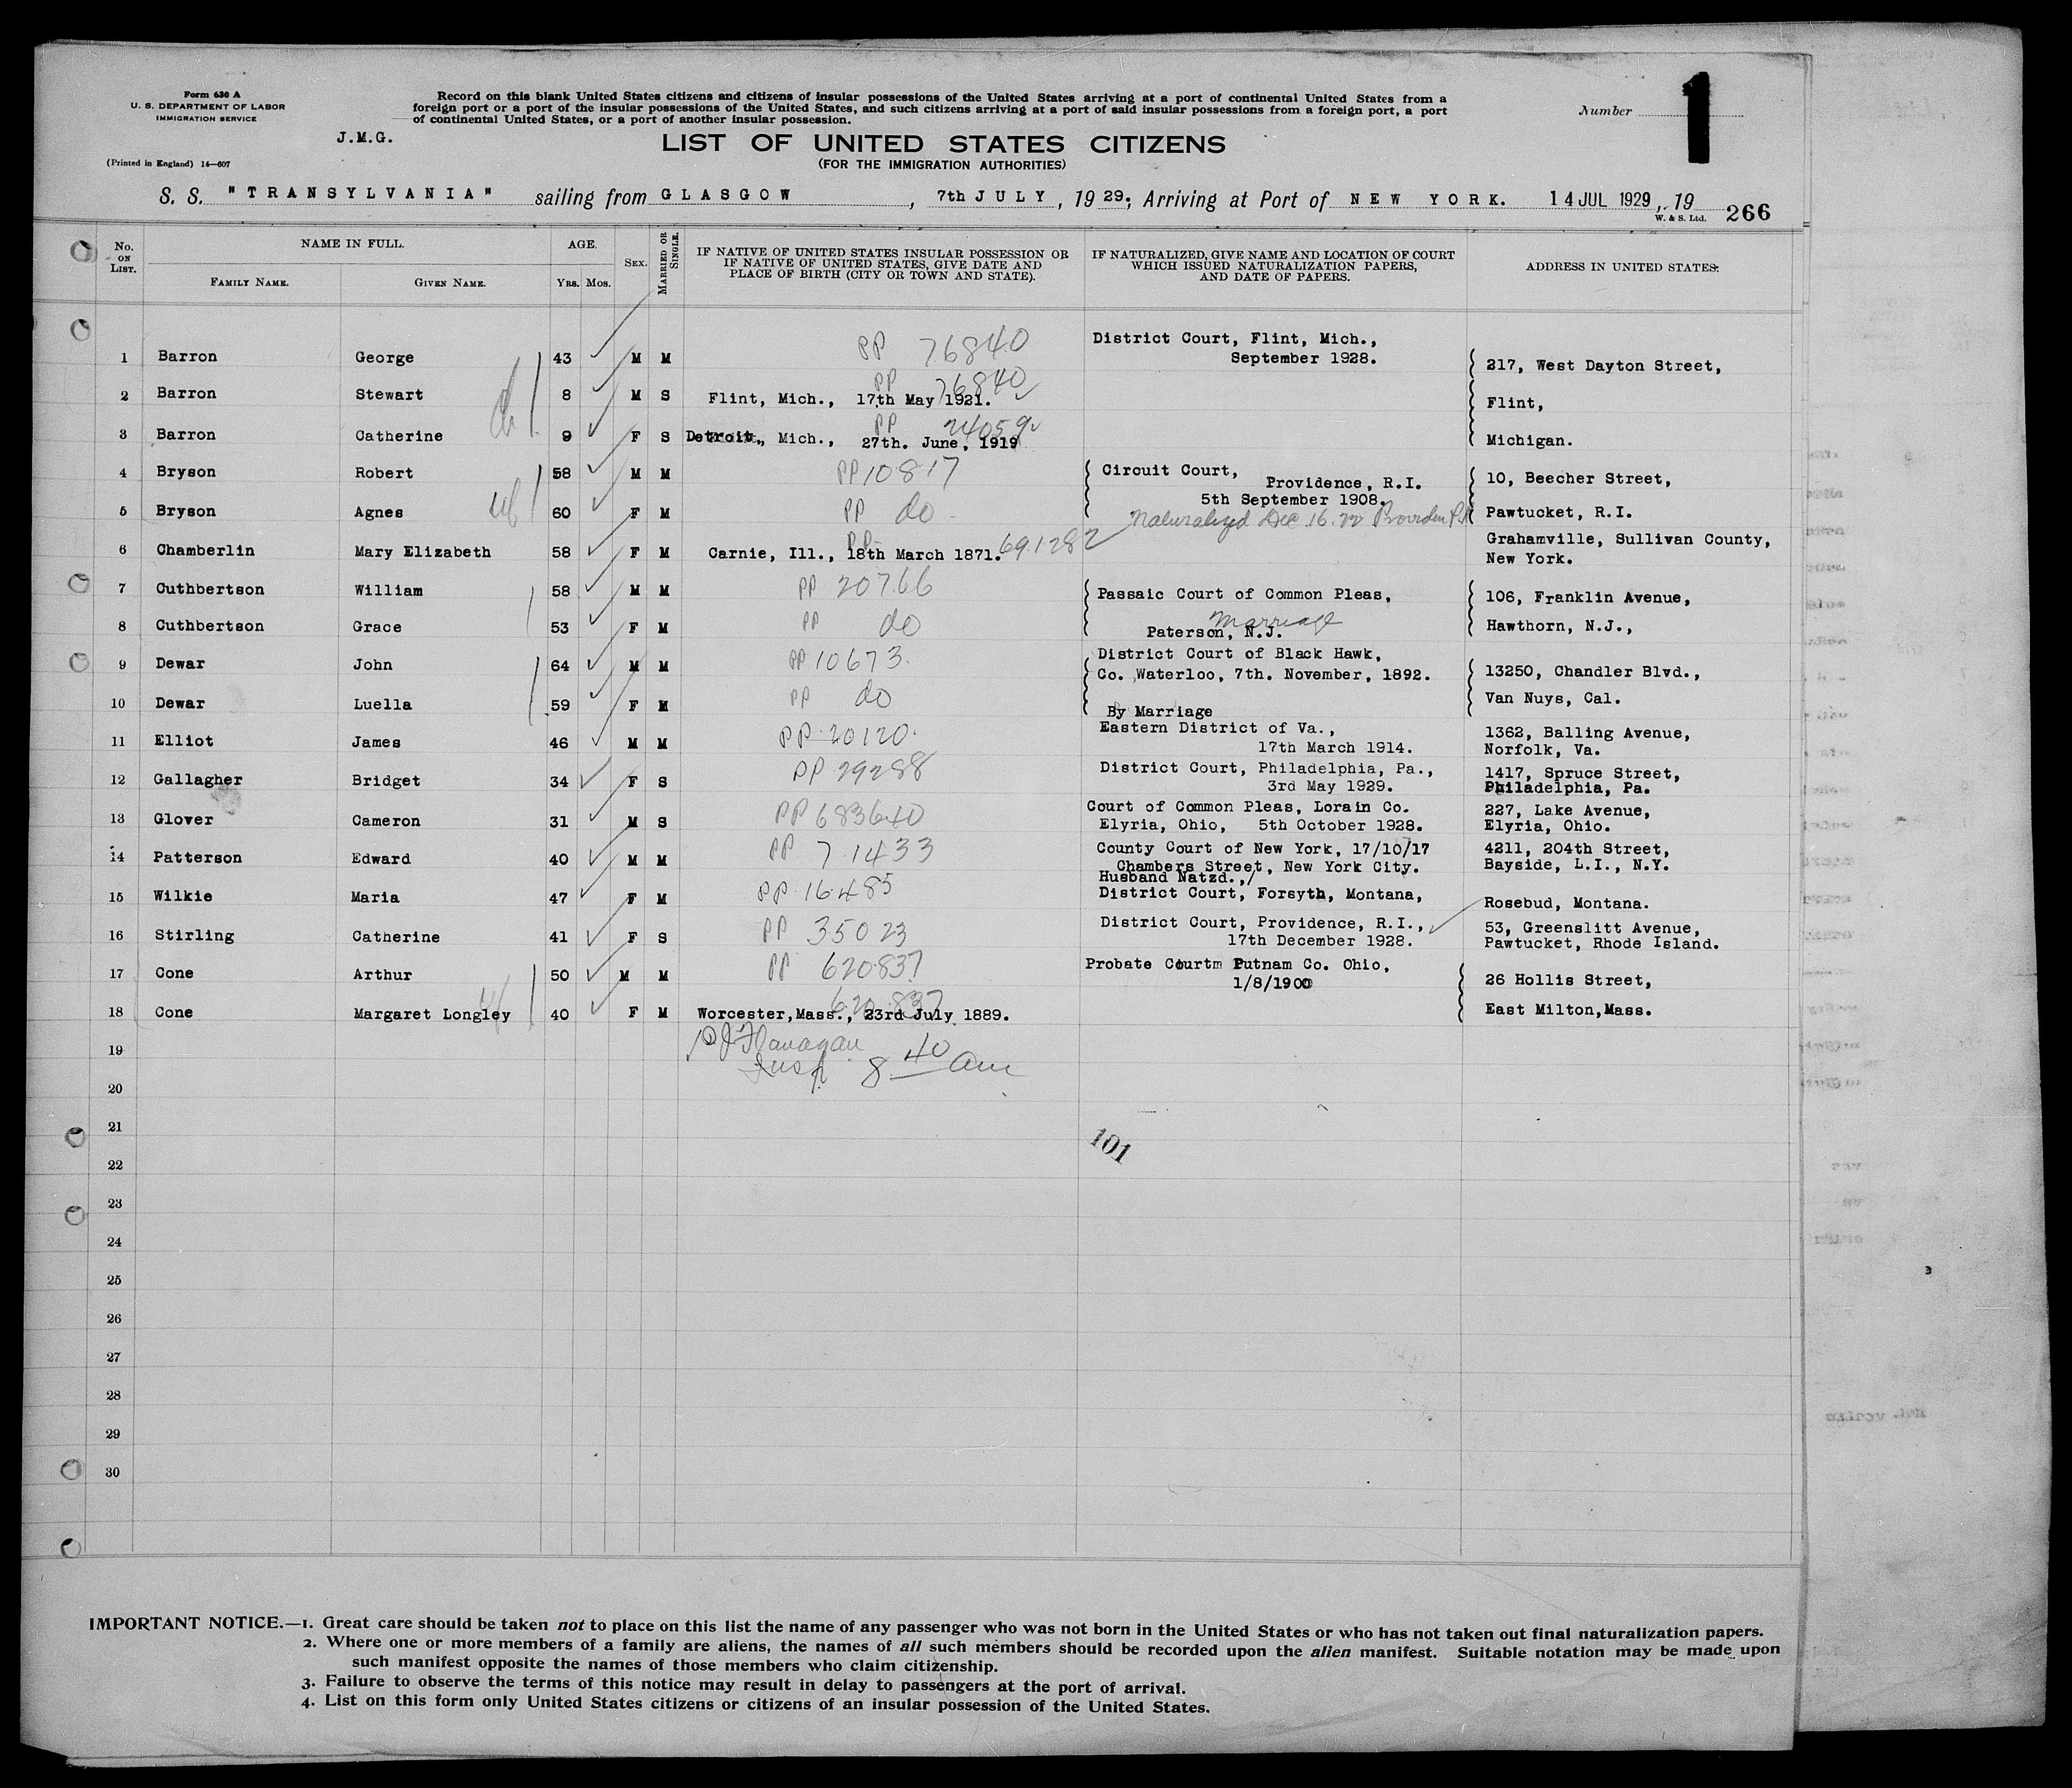 Form 630 A
U. S. DEPARTMENT OF LABOR
IMMIGRATION SERVICE
(Printed in England) 14—607
J.M.G.
Record on this blank United States citizens and citizens of insular possessions of the United States arriving at a port of continental United States from a
foreign port or a port of the insular possessions of the United States, and such citizens arriving at a port of said insular possessions from a foreign port, a port
of continental United States, or a port of another insular possession.
Number 1
LIST OF UNITED STATES CITIZENS
(FOR THE IMMIGRATION AUTHORITIES)
S. S. "TRANSYLVANIA" sailing from GLASGOW, 7th JULY, 19 29; Arriving at Port of NEW YORK. 14 JUL 1929, 19
W. & S. Ltd. 266
No. ON LIST.
NAME IN FULL.
FAMILY NAME. GIVEN NAME.
AGE.
YRS. MOS.
SEX.
MARRIED OR SINGLE.
IF NATIVE OF UNITED STATES INSULAR POSSESSION OR
IF NATIVE OF UNITED STATES, GIVE DATE AND
PLACE OF BIRTH (CITY OR TOWN AND STATE).
IF NATURALIZED, GIVE NAME AND LOCATION OF COURT
WHICH ISSUED NATURALIZATION PAPERS,
AND DATE OF PAPERS.
ADDRESS IN UNITED STATES.
1 Barron George 43 M M PP 76840 District Court, Flint, Mich., September 1928. 217, West Dayton Street,
2 Barron Stewart 8 M S PP 76840 Flint, Mich., 17th May 1921. Flint,
3 Barron Catherine 9 F S PP 24059 Detroit, Mich., 27th. June, 1919 Michigan.
4 Bryson Robert 58 M M PP 10817 Circuit Court, Providence, R.I. 10, Beecher Street,
5th September 1908.
5 Bryson Agnes 60 F M PP do Naturalized Dec 16. 22 Pawtucket, R.I.
6 Chamberlin Mary Elizabeth 58 F M Carnie, Ill., 18th March 1871. PP 691282 Grahamville, Sullivan County,
New York.
7 Cuthbertson William 58 M M PP 20766 Passaic Court of Common Pleas, 106, Franklin Avenue,
8 Cuthbertson Grace 53 F M PP do Marriage Paterson, N.J. Hawthorn, N.J.,
9 Dewar John 64 M M PP 10673 District Court of Black Hawk,
Co. Waterloo, 7th. November, 1892. 13250, Chandler Blvd.,
10 Dewar Luella 59 F M PP do By Marriage Van Nuys, Cal.
11 Elliot James 46 M M PP 20120 Eastern District of Va., 1362, Balling Avenue,
17th March 1914. Norfolk, Va.
12 Gallagher Bridget 34 F S PP 29288 District Court, Philadelphia, Pa., 1417, Spruce Street,
3rd May 1929. Philadelphia, Pa.
13 Glover Cameron 31 M S PP 683640 Court of Common Pleas, Lorain Co. 227, Lake Avenue,
Elyria, Ohio, 5th October 1928. Elyria, Ohio.
14 Patterson Edward 40 M M PP 71433 County Court of New York, 17/10/17 4211, 204th Street,
Chambers Street, New York City. Bayside, L.I., N.Y.
Husband Natzd.,/
15 Wilkie Maria 47 F M PP 16485 District Court, Forsyth, Montana, Rosebud, Montana.
16 Stirling Catherine 41 F S PP 35023 District Court, Providence, R.I., 53, Greenslitt Avenue,
17th December 1928. Pawtucket, Rhode Island.
17 Cone Arthur 50 M M PP 620837 Probate Courtm Putnam Co. Ohio, 26 Hollis Street,
1/8/1900
18 Cone Margaret Longley 40 F M 620837 Worcester,Mass., 23rd July 1889. East Milton,Mass.
19 Flanagan
Insp 8 40 am
20
21
101
22
23
24
25
26
27
28
29
30
IMPORTANT NOTICE.—1. Great care should be taken not to place on this list the name of any passenger who was not born in the United States or who has not taken out final naturalization papers.
2. Where one or more members of a family are aliens, the names of all such members should be recorded upon the alien manifest. Suitable notation may be made upon
such manifest opposite the names of those members who claim citizenship.
3. Failure to observe the terms of this notice may result in delay to passengers at the port of arrival.
4. List on this form only United States citizens or citizens of an insular possession of the United States.